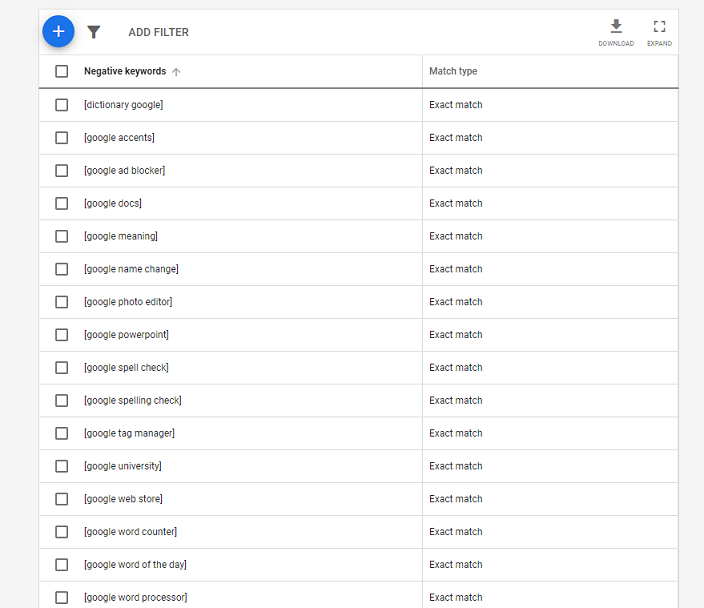 ADD FILTER
DOWNLOAD
EXPAND
Negative keywords Match type
[dictionary google] Exact match
[google accents] Exact match
[google ad blocker] Exact match
[google docs] Exact match
[google meaning] Exact match
[google name change] Exact match
[google photo editor] Exact match
[google powerpoint] Exact match
[google spell check] Exact match
[google spelling check] Exact match
[google tag manager] Exact match
[google university] Exact match
[google web store] Exact match
[google word counter] Exact match
[google word of the day] Exact match
[google word processor] Exact match